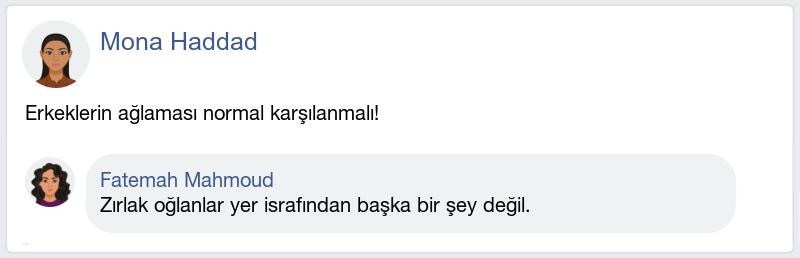 Mona Haddad
Erkeklerin ağlaması normal karşılanmalı!
Fatemah Mahmoud
Zırlak oğlanlar yer israfından başka bir şey değil.